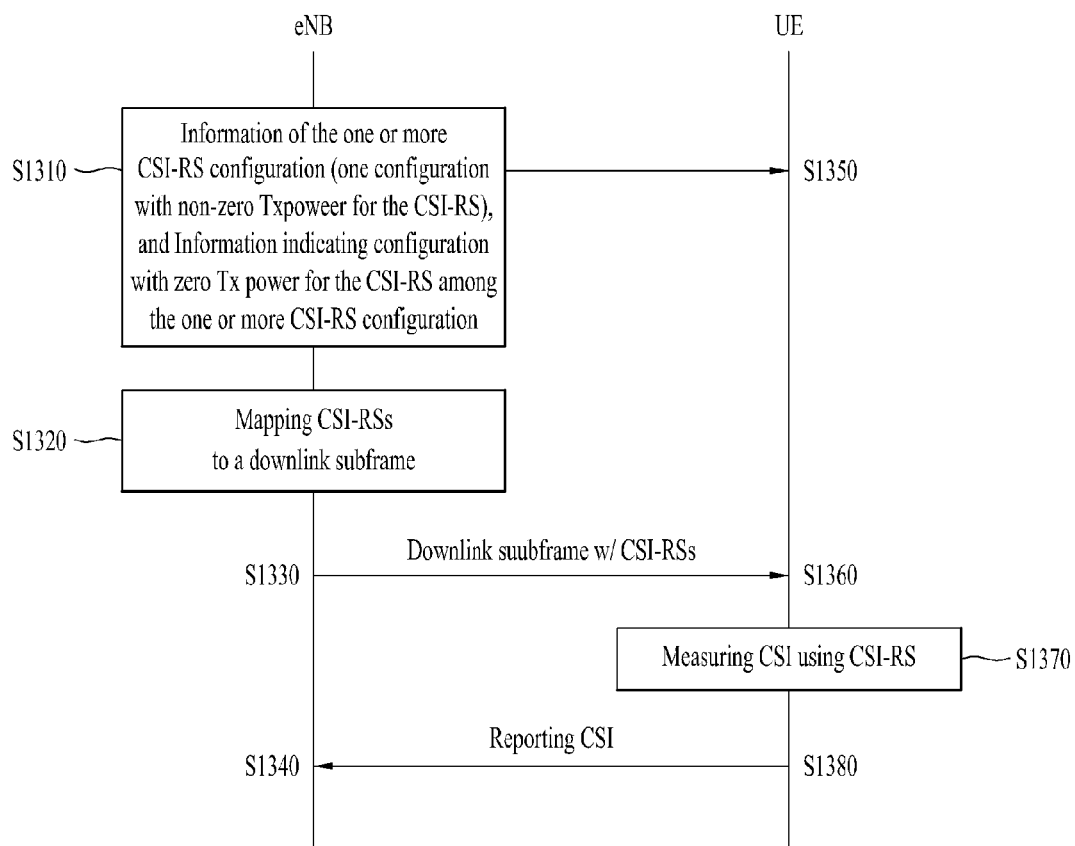 eNB
UE
S1310
Information of the one or more
CSI-RS configuration (one configuration
with non-zero Txpoweer for the CSI-RS),
and Information indicating configuration
with zero Tx power for the CSI-RS among
the one or more CSI-RS configuration
S1350
S1320
Mapping CSI-RSs
to a downlink subframe
S1330
Downlink suubframe w/ CSI-RSs
S1360
Measuring CSI using CSI-RS
S1370
S1340
Reporting CSI
S1380